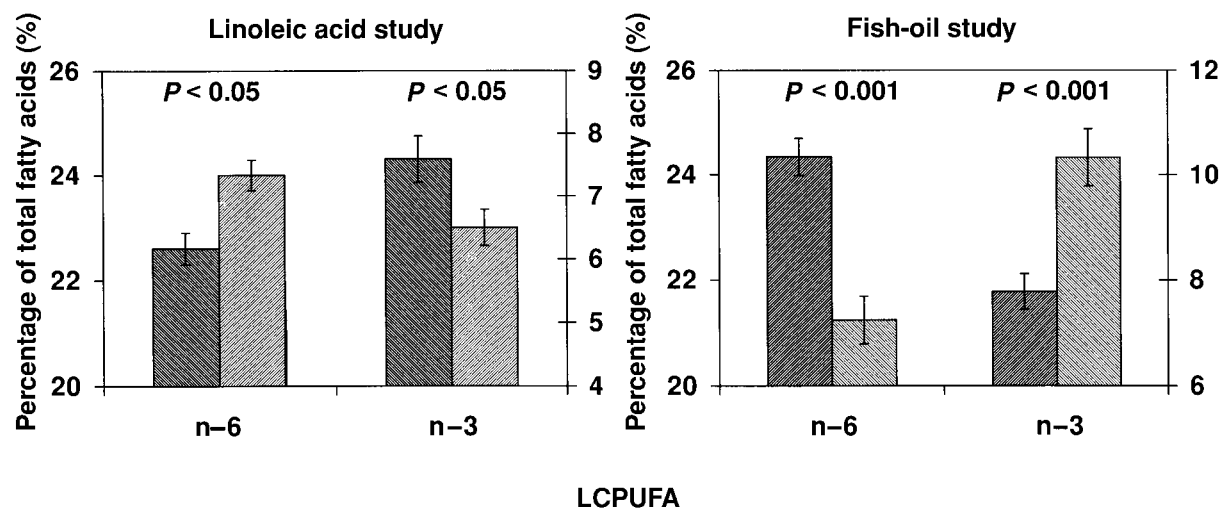 Linoleic acid study
Percentage of total fatty acids (%)
26
24
22
20
P < 0.05
P < 0.05
9
8
7
6
5
4
n–6
n–3
Fish-oil study
Percentage of total fatty acids (%)
26
24
22
20
P < 0.001
P < 0.001
12
10
8
6
n–6
n–3
LCPUFA